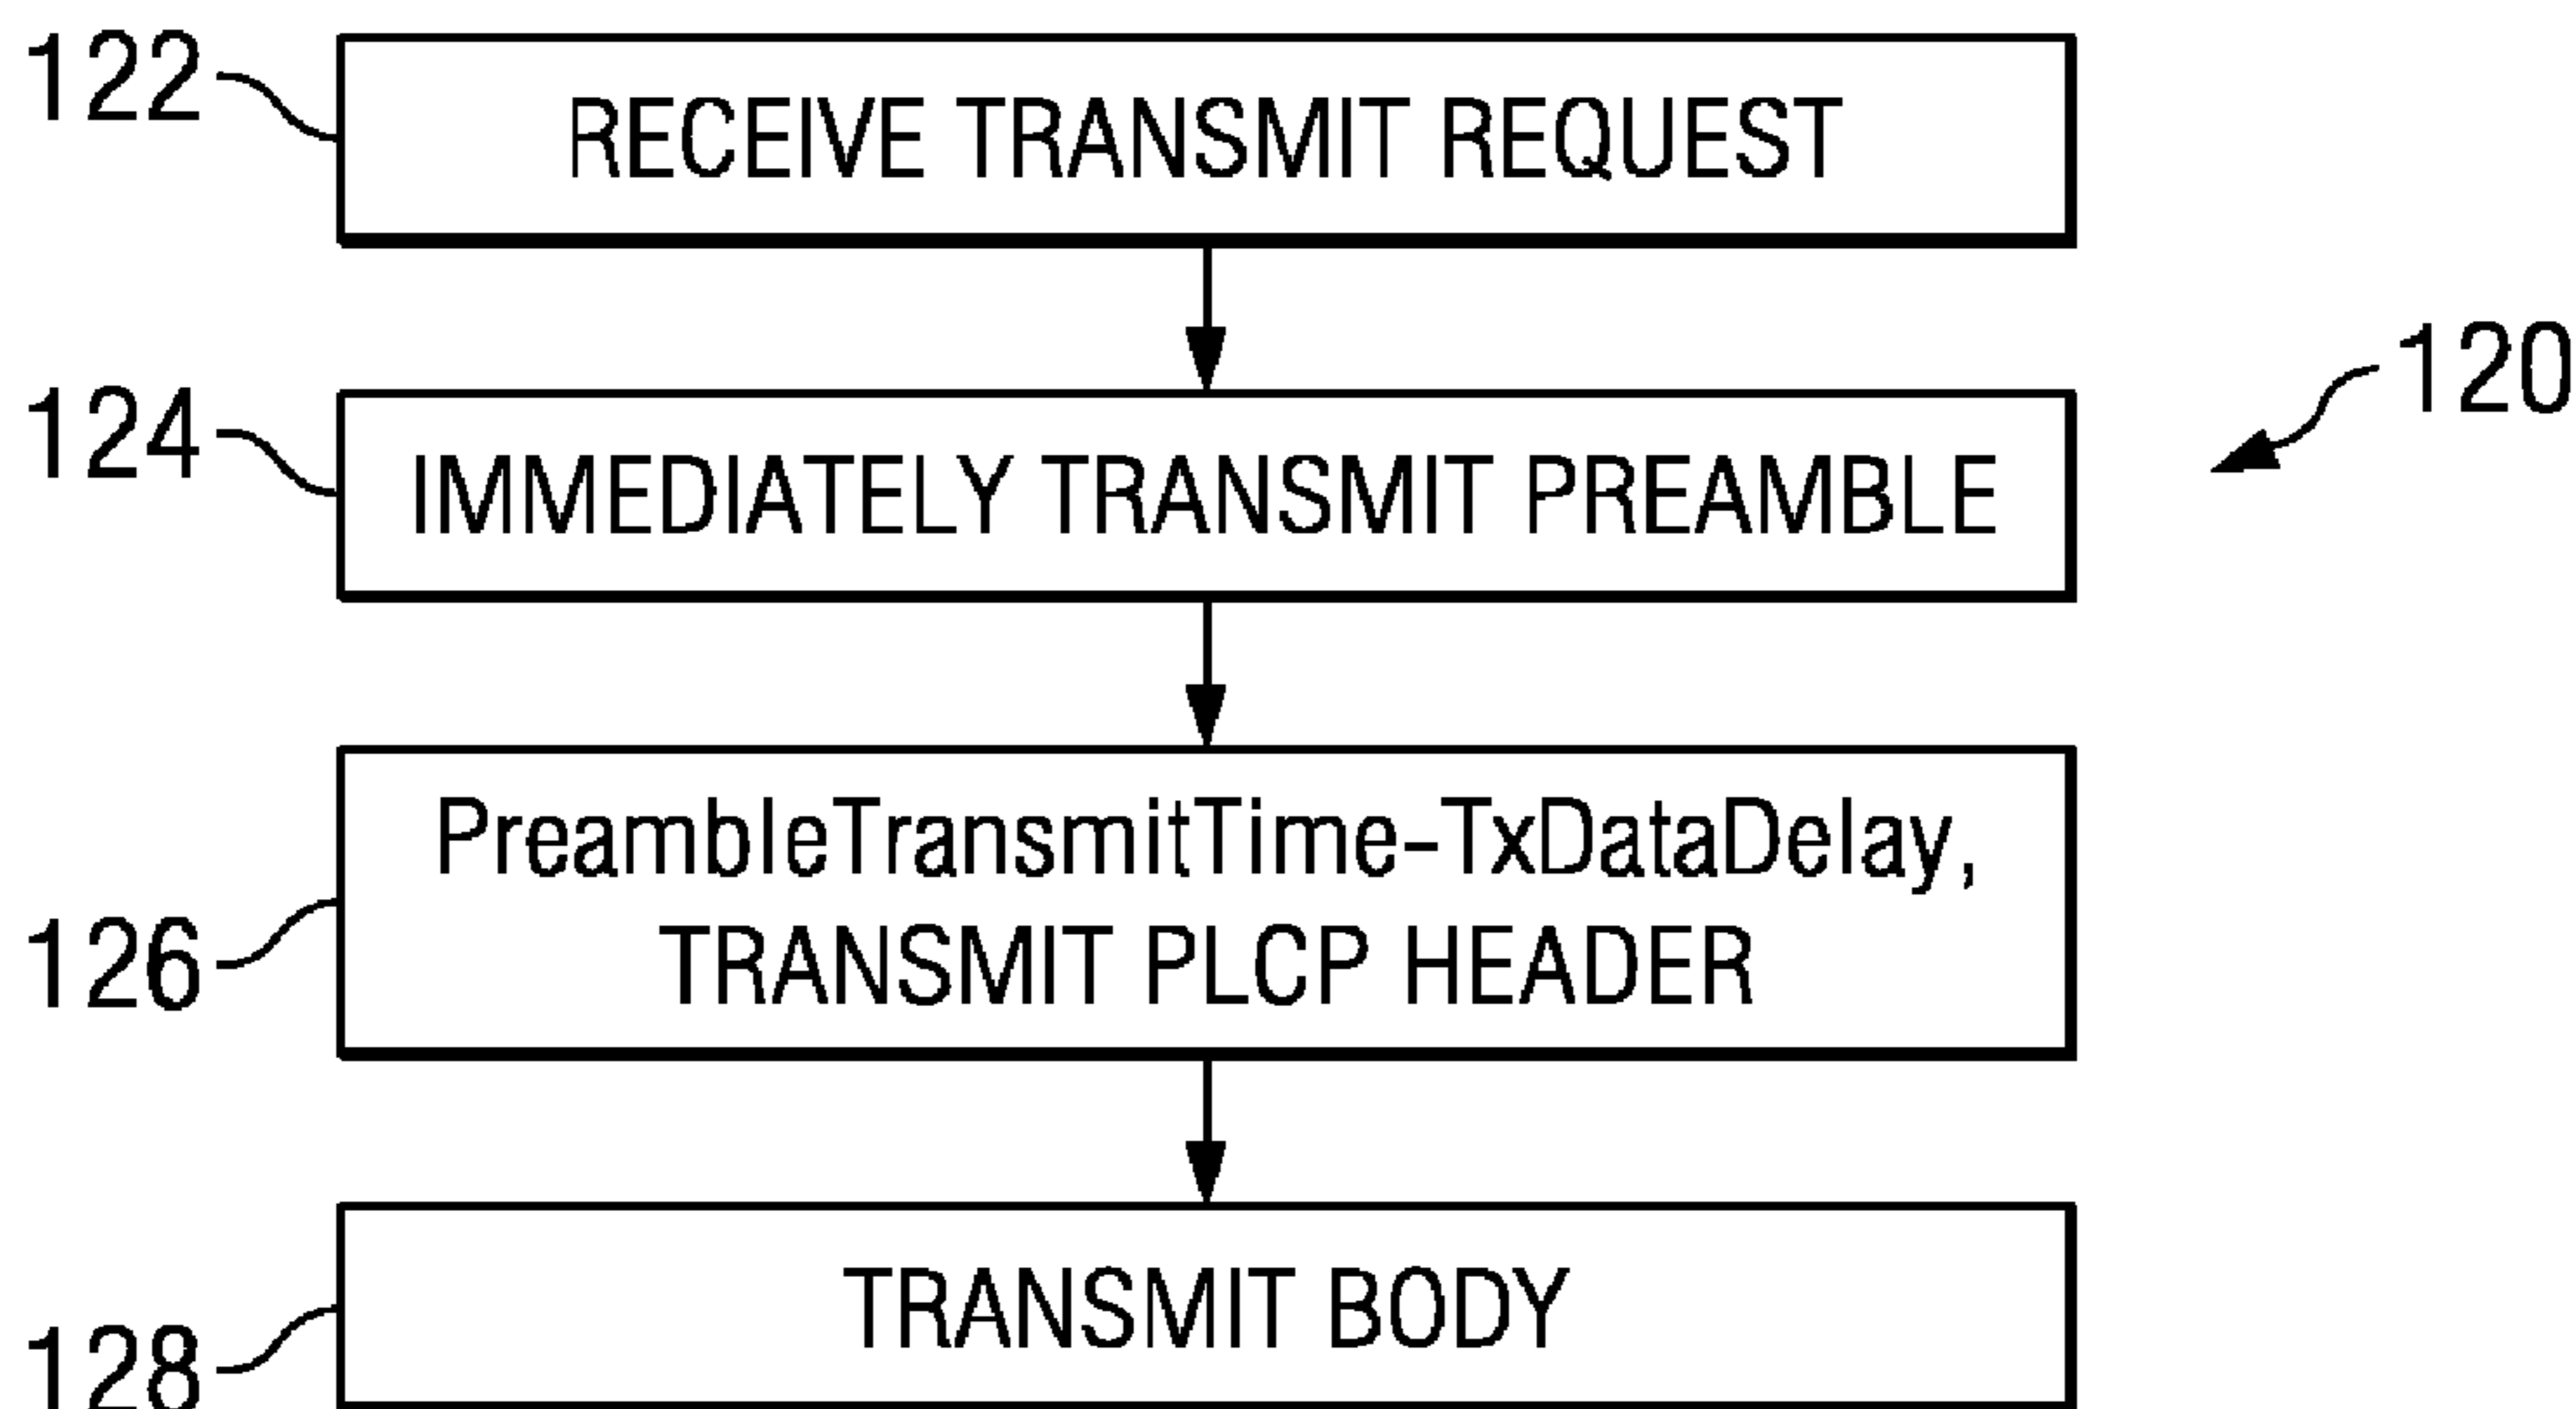 122
RECEIVE TRANSMIT REQUEST
124
IMMEDIATELY TRANSMIT PREAMBLE
120
126
PreambleTransmitTime-TxDataDelay,
TRANSMIT PLCP HEADER
128
TRANSMIT BODY